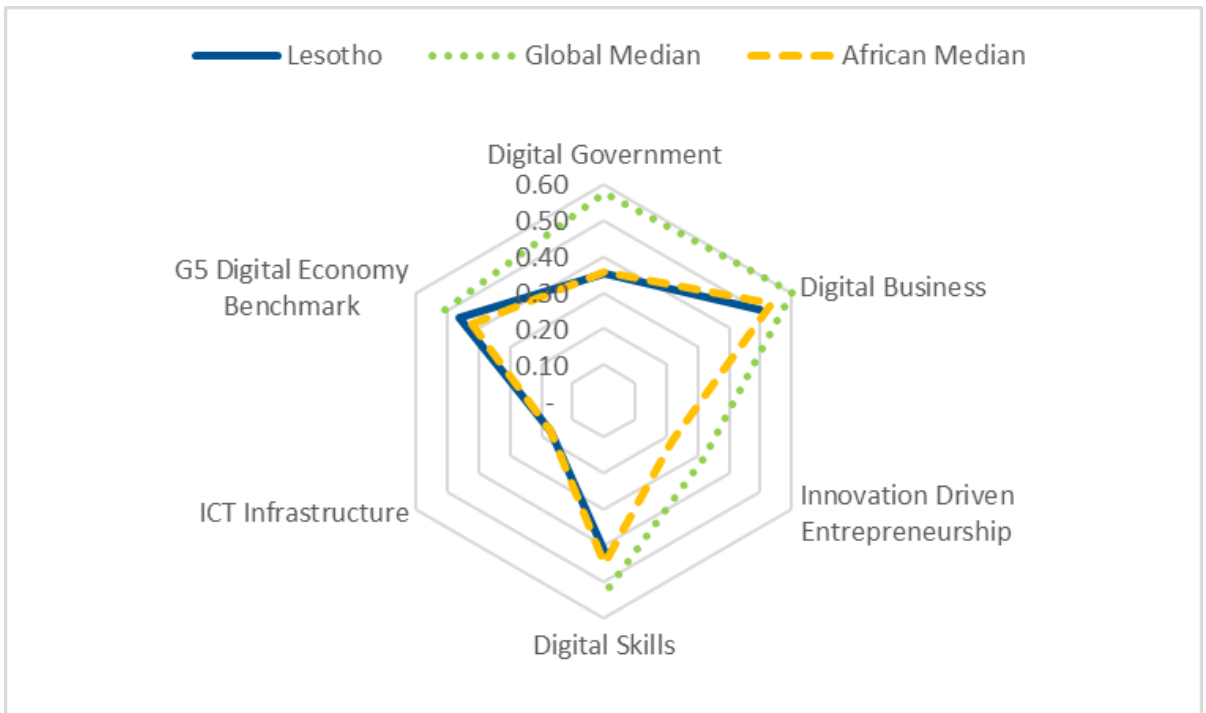 Lesotho Global Median African Median
Digital Government
0.60
0.50
0.40
0.30
0.20
0.10
-
G5 Digital Economy
Benchmark
Digital Business
ICT Infrastructure
Innovation Driven
Entrepreneurship
Digital Skills